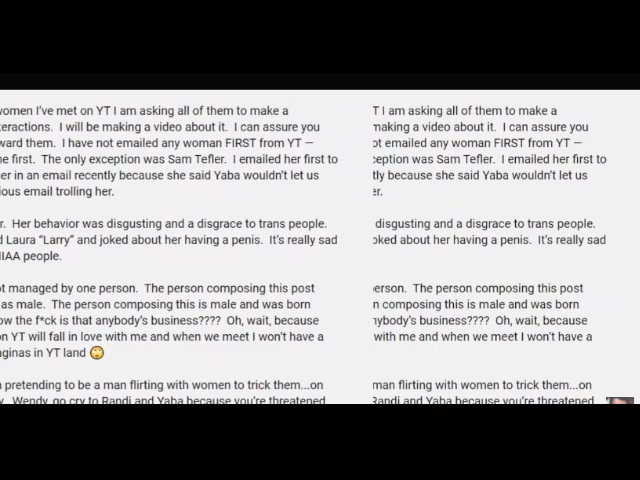 women I've met on YT I am asking all of them to make a
teractions. I will be making a video about it. I can assure you
ward them. I have not emailed any woman FIRST from YT —
ne first. The only exception was Sam Tefler. I emailed her first to
er in an email recently because she said Yaba wouldn't let us
ious email trolling her.
r. Her behavior was disgusting and a disgrace to trans people.
d Laura "Larry" and joked about her having a penis. It's really sad
IIAA people.
ot managed by one person. The person composing this post
as male. The person composing this is male and was born
ow the f*ck is that anybody's business???? Oh, wait, because
on YT will fall in love with me and when we meet I won't have a
aginas in YT land 🙄
n pretending to be a man flirting with women to trick them...on
y. Wendy, go cry to Randi and Yaba because you're threatened
T I am asking all of them to make a
making a video about it. I can assure you
ot emailed any woman FIRST from YT —
ception was Sam Tefler. I emailed her first to
tly because she said Yaba wouldn't let us
er.
disgusting and a disgrace to trans people.
oked about her having a penis. It's really sad
erson. The person composing this post
n composing this is male and was born
nybody's business???? Oh, wait, because
with me and when we meet I won't have a
man flirting with women to trick them...on
Randi and Yaba because you're threatened